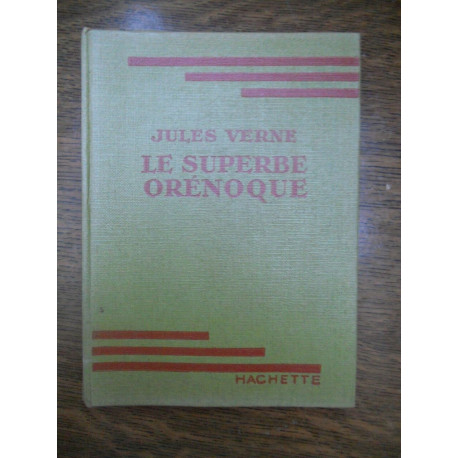 JULES VERNE
LE SUPERBE
ORÉNOQUE
HACHETTE